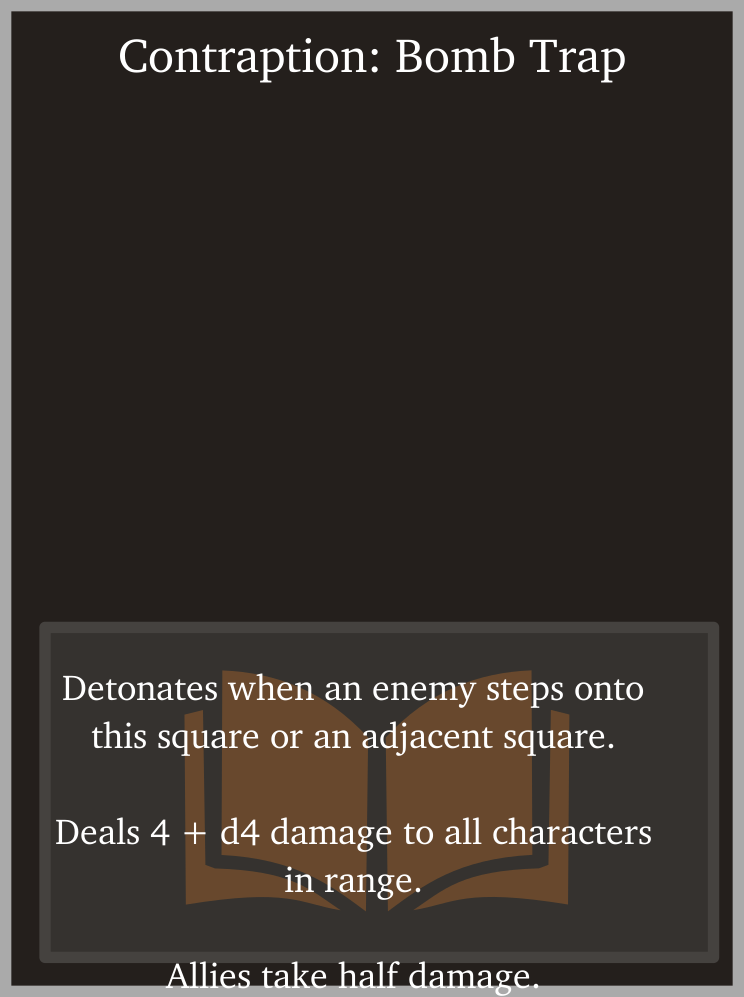 Contraption: Bomb Trap
Detonates when an enemy steps onto
this square or an adjacent square.
Deals 4 + d4 damage to all characters
in range.
Allies take half damage.